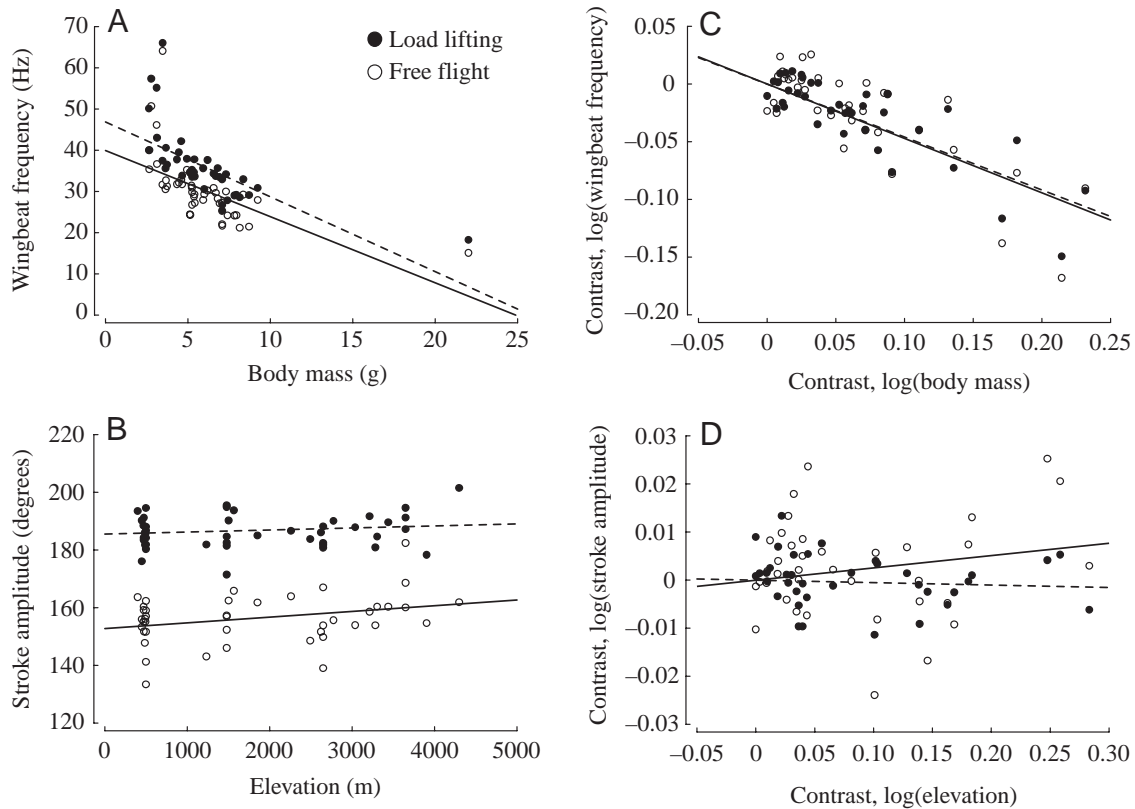 A
Wingbeat frequency (Hz)
70
60
50
40
30
20
10
0
0 5 10 15 20 25
Body mass (g)
Load lifting
Free flight
C
Contrast, log(wingbeat frequency)
0.05
0
–0.05
–0.10
–0.15
–0.20
–0.05 0 0.05 0.10 0.15 0.20 0.25
Contrast, log(body mass)
B
Stroke amplitude (degrees)
220
200
180
160
140
120
0 1000 2000 3000 4000 5000
Elevation (m)
D
Contrast, log(stroke amplitude)
0.03
0.02
0.01
0
–0.01
–0.02
–0.03
–0.05 0 0.05 0.10 0.15 0.20 0.25 0.30
Contrast, log(elevation)